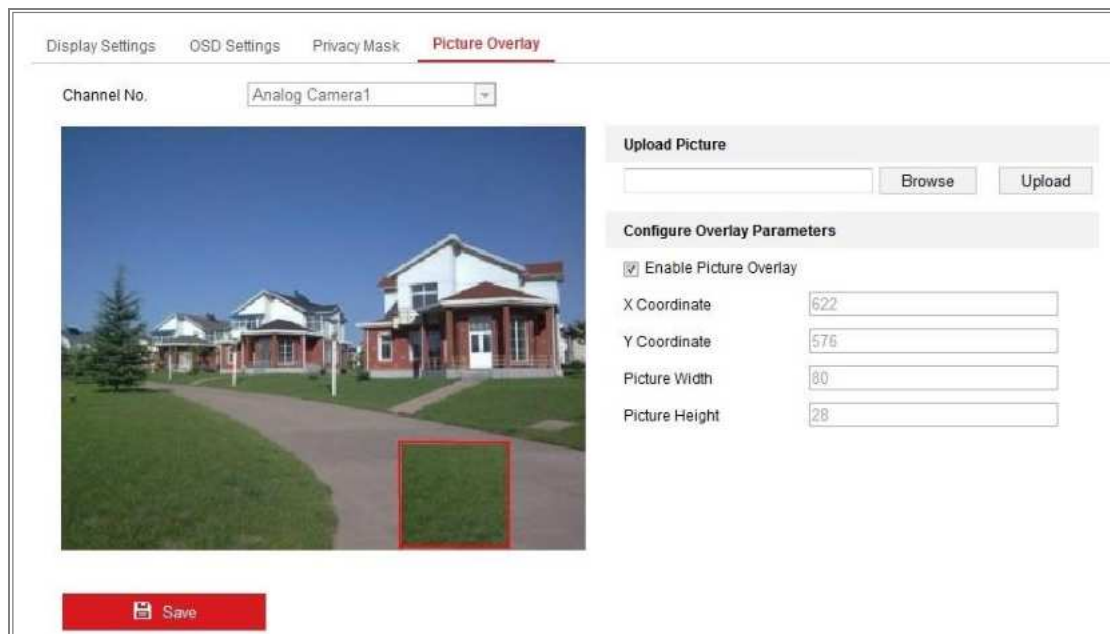 Display Settings OSD Settings Privacy Mask Picture Overlay
Channel No. Analog Camera1
Upload Picture
Browse Upload
Configure Overlay Parameters
Enable Picture Overlay
X Coordinate 622
Y Coordinate 576
Picture Width 80
Picture Height 28
Save